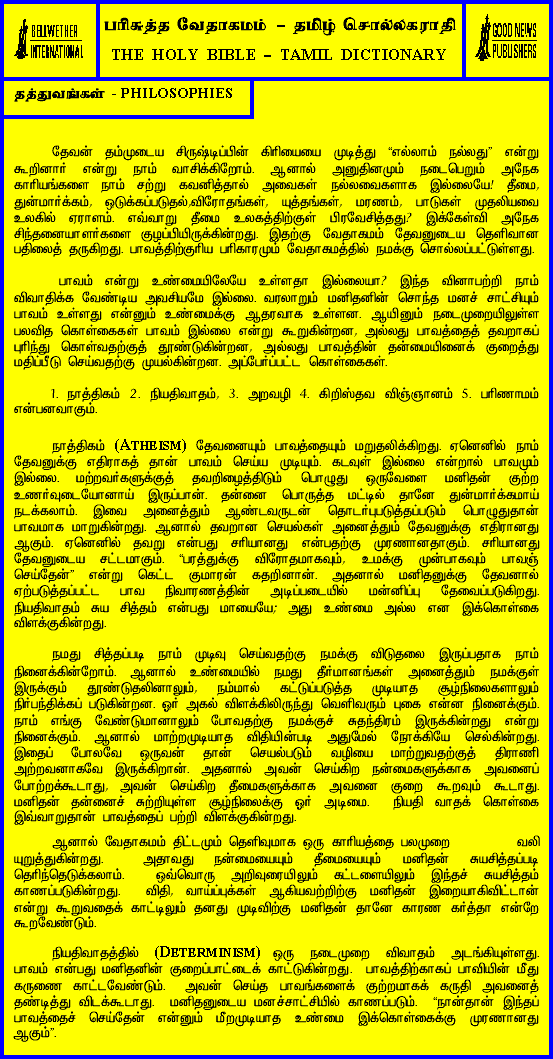 BELLWETHER
INTERNATIONAL
பரிசுத்த வேதாகமம் – தமிழ் சொல்லகராதி
THE HOLY BIBLE – TAMIL DICTIONARY
GOOD NEWS
PUBLISHERS
தத்துவங்கள் - PHILOSOPHIES
தேவன் தம்முடைய சிருஷ்டிப்பின் கிரியையை முடித்து “எல்லாம் நல்லது” என்று
கூறினார் என்று நாம் வாசிக்கிறோம். ஆனால் அனுதினமும் நடைபெறும் அநேக
காரியங்களை நாம் சற்று கவனித்தால் அவைகள் நல்லவைகளாக இல்லையே! தீமை,
துன்மார்க்கம், ஒடுக்கப்படுதல்,விரோதங்கள், யுத்தங்கள், மரணம், பாடுகள் முதலியவை
உலகில் ஏராளம். எவ்வாறு தீமை உலகத்திற்குள் பிரவேசித்தது? இக்கேள்வி அநேக
சிந்தனையாளர்களை குழப்பியிருக்கின்றது. இதற்கு வேதாகமம் தேவனுடைய தெளிவான
பதிலைத் தருகிறது. பாவத்திற்குரிய பரிகாரமும் வேதாகமத்தில் நமக்கு சொல்லப்பட்டுள்ளது.
பாவம் என்று உண்மையிலேயே உள்ளதா இல்லையா? இந்த வினாபற்றி நாம்
விவாதிக்க வேண்டிய அவசியமே இல்லை. வரலாறும் மனிதனின் சொந்த மனச் சாட்சியும்
பாவம் உள்ளது என்னும் உண்மைக்கு ஆதரவாக உள்ளன. ஆயினும் நடைமுறையிலுள்ள
பலவித கொள்கைகள் பாவம் இல்லை என்று கூறுகின்றன, அல்லது பாவத்தைத் தவறாகப்
புரிந்து கொள்வதற்குத் தூண்டுகின்றன, அல்லது பாவத்தின் தன்மையினைக் குறைத்து
மதிப்பீடு செய்வதற்கு முயல்கின்றன. அப்பேர்ப்பட்ட கொள்கைகள்.
1. நாத்திகம் 2. நியதிவாதம், 3. அறவழி 4. கிறிஸ்தவ விஞ்ஞானம் 5. பரிணாமம்
என்பனவாகும்.
நாத்திகம் (ATHEISM) தேவனையும் பாவத்தையும் மறுதலிக்கிறது. ஏனெனில் நாம்
தேவனுக்கு எதிராகத் தான் பாவம் செய்ய முடியும். கடவுள் இல்லை என்றால் பாவமும்
இல்லை. மற்றவர்களுக்குத் தவறிழைத்திடும் பொழுது ஒருவேளை மனிதன் குற்ற
உணர்வுடையோனாய் இருப்பான். தன்னை பொருத்த மட்டில் தானே துன்மார்க்கமாய்
நடக்கலாம். இவை அனைத்தும் ஆண்டவருடன் தொடர்புபடுத்தப்படும் பொழுதுதான்
பாவமாக மாறுகின்றது. ஆனால் தவறான செயல்கள் அனைத்தும் தேவனுக்கு எதிரானது
ஆகும். ஏனெனில் தவறு என்பது சரியானது என்பதற்கு முரணானதாகும். சரியானது
தேவனுடைய சட்டமாகும். “பரத்துக்கு விரோதமாகவும், உமக்கு முன்பாகவும் பாவஞ்
செய்தேன்” என்று கெட்ட குமாரன் கதறினான். அதனால் மனிதனுக்கு தேவனால்
ஏற்படுத்தப்பட்ட பாவ நிவாரணத்தின் அடிப்படையில் மன்னிப்பு தேவைப்படுகிறது.
நியதிவாதம் சுய சித்தம் என்பது மாயையே; அது உண்மை அல்ல என இக்கொள்கை
விளக்குகின்றது.
நமது சித்தப்படி நாம் முடிவு செய்வதற்கு நமக்கு விடுதலை இருப்பதாக நாம்
நினைக்கின்றோம். ஆனால் உண்மையில் நமது தீர்மானங்கள் அனைத்தும் நமக்குள்
இருக்கும் தூண்டுதலினாலும், நம்மால் கட்டுப்படுத்த முடியாத சூழ்நிலைகளாலும்
நிர்பந்திக்கப் படுகின்றன. ஓர் அகல் விளக்கிலிருந்து வெளிவரும் புகை என்ன நினைக்கும்.
நாம் எங்கு வேண்டுமானாலும் போவதற்கு நமக்குச் சுதந்திரம் இருக்கின்றது என்று
நினைக்கும். ஆனால் மாற்றமுடியாத விதியின்படி அதுமேல் நோக்கியே செல்கின்றது.
இதைப் போலவே ஒருவன் தான் செயல்படும் வழியை மாற்றுவதற்குத் திராணி
அற்றவனாகவே இருக்கிறான். அதனால் அவன் செய்கிற நன்மைகளுக்காக அவனைப்
போற்றக்கூடாது, அவன் செய்கிற தீமைகளுக்காக அவனை குறை கூறவும் கூடாது.
மனிதன் தன்னைச் சுற்றியுள்ள சூழ்நிலைக்கு ஓர் அடிமை. நியதி வாதக் கொள்கை
இவ்வாறுதான் பாவத்தைப் பற்றி விளக்குகின்றது.
ஆனால் வேதாகமம் திட்டமும் தெளிவுமாக ஒரு காரியத்தை பலமுறை வலி
யுறுத்துகின்றது. அதாவது நன்மையையும் தீமையையும் மனிதன் சுயசித்தப்படி
தெரிந்தெடுக்கலாம். ஒவ்வொரு அறிவுரையிலும் கட்டளையிலும் இந்தச் சுயசித்தம்
காணப்படுகின்றது. விதி, வாய்ப்புக்கள் ஆகியவற்றிற்கு மனிதன் இறையாகிவிட்டான்
என்று கூறுவதைக் காட்டிலும் தனது முடிவிற்கு மனிதன் தானே காரண கர்த்தா என்றே
கூறவேண்டும்.
நியதிவாதத்தில் (DETERMINISM) ஒரு நடைமுறை விவாதம் அடங்கியுள்ளது.
பாவம் என்பது மனிதனின் குறைப்பாட்டைக் காட்டுகின்றது. பாவத்திற்காகப் பாவியின் மீது
கருணை காட்டவேண்டும். அவன் செய்த பாவங்களைக் குற்றமாகக் கருதி அவனைத்
தண்டித்து விடக்கூடாது. மனிதனுடைய மனச்சாட்சியில் காணப்படும். “நான்தான் இந்தப்
பாவத்தைச் செய்தேன் என்னும் மீறமுடியாத உண்மை இக்கொள்கைக்கு முரணானது
ஆகும்”.